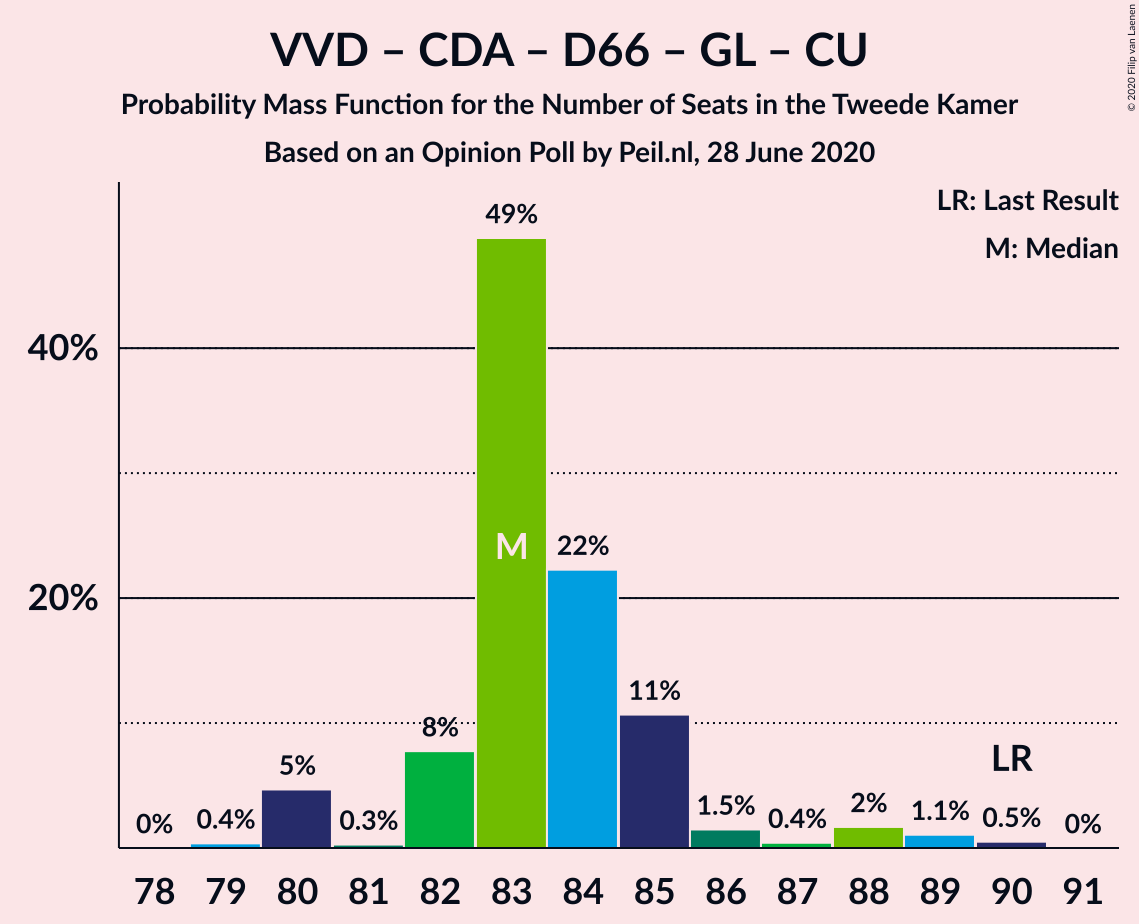 VVD – CDA – D66 – GL – CU
Probability Mass Function for the Number of Seats in the Tweede Kamer
Based on an Opinion Poll by Peil.nl, 28 June 2020
© 2020 Filip van Laenen
LR: Last Result
M: Median
49%
40%
M
22%
20%
11%
8%
LR
5%
0%
0.4%
0.3%
1.5%
0.4%
2%
1.1%
0.5%
0%
78 79 80 81 82 83 84 85 86 87 88 89 90 91